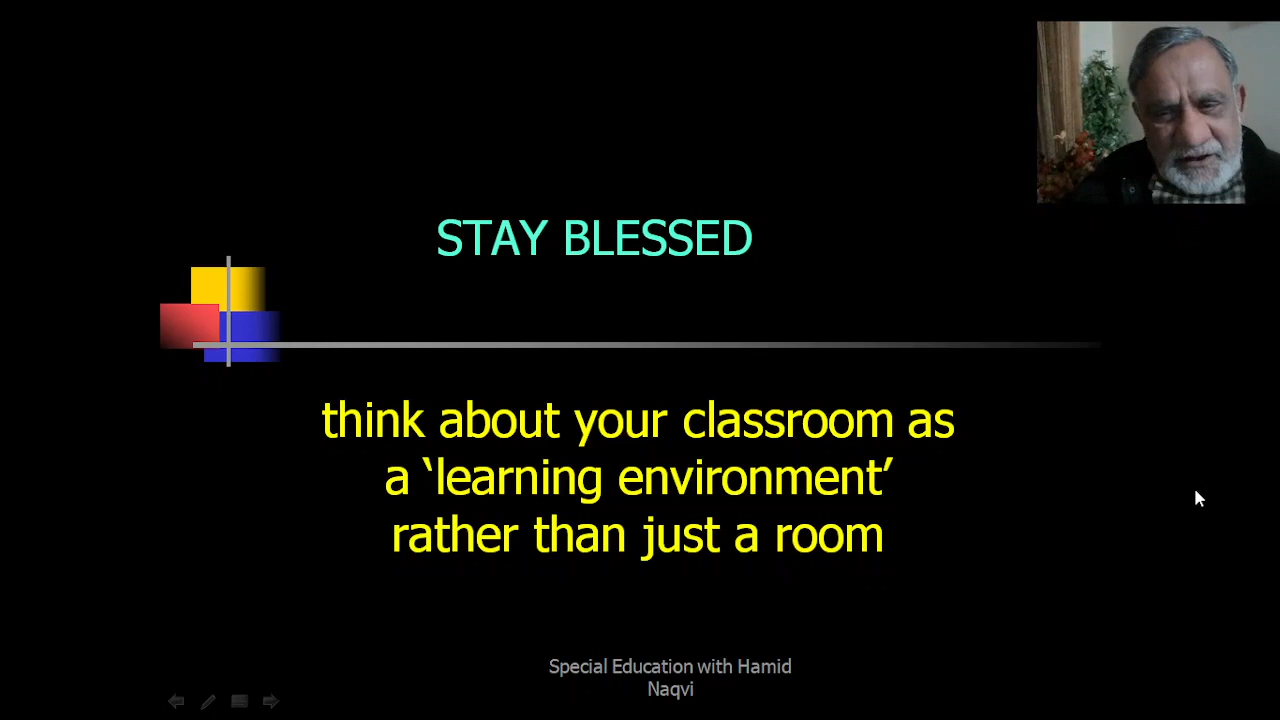 STAY BLESSED
think about your classroom as
a ‘learning environment’
rather than just a room
Special Education with Hamid
Naqvi